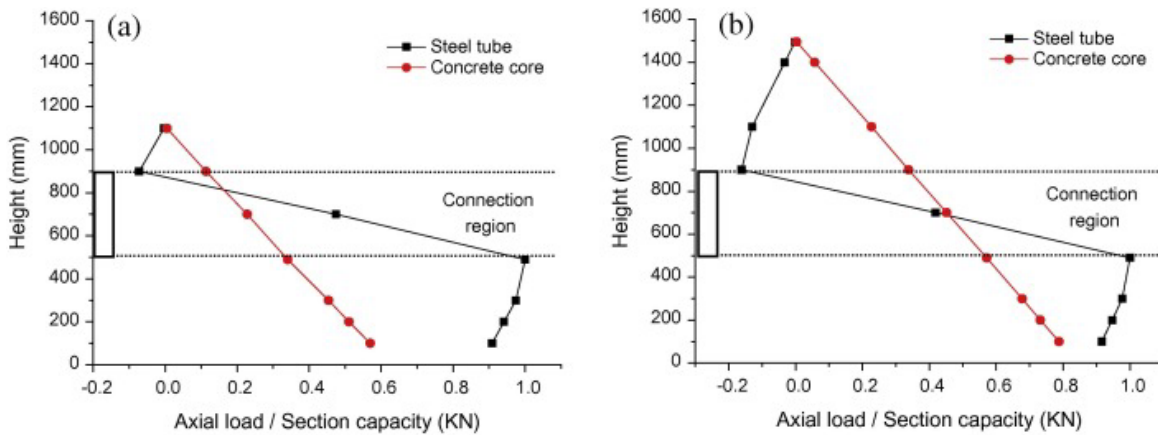 (a)
Steel tube
Concrete core
Connection
region
Height (mm)
1600
1400
1200
1000
800
600
400
200
0
-0.2
0.0
0.2
0.4
0.6
0.8
1.0
Axial load / Section capacity (KN)
(b)
Steel tube
Concrete core
Connection
region
Height (mm)
1600
1400
1200
1000
800
600
400
200
0
-0.2
0.0
0.2
0.4
0.6
0.8
1.0
Axial load / Section capacity (KN)